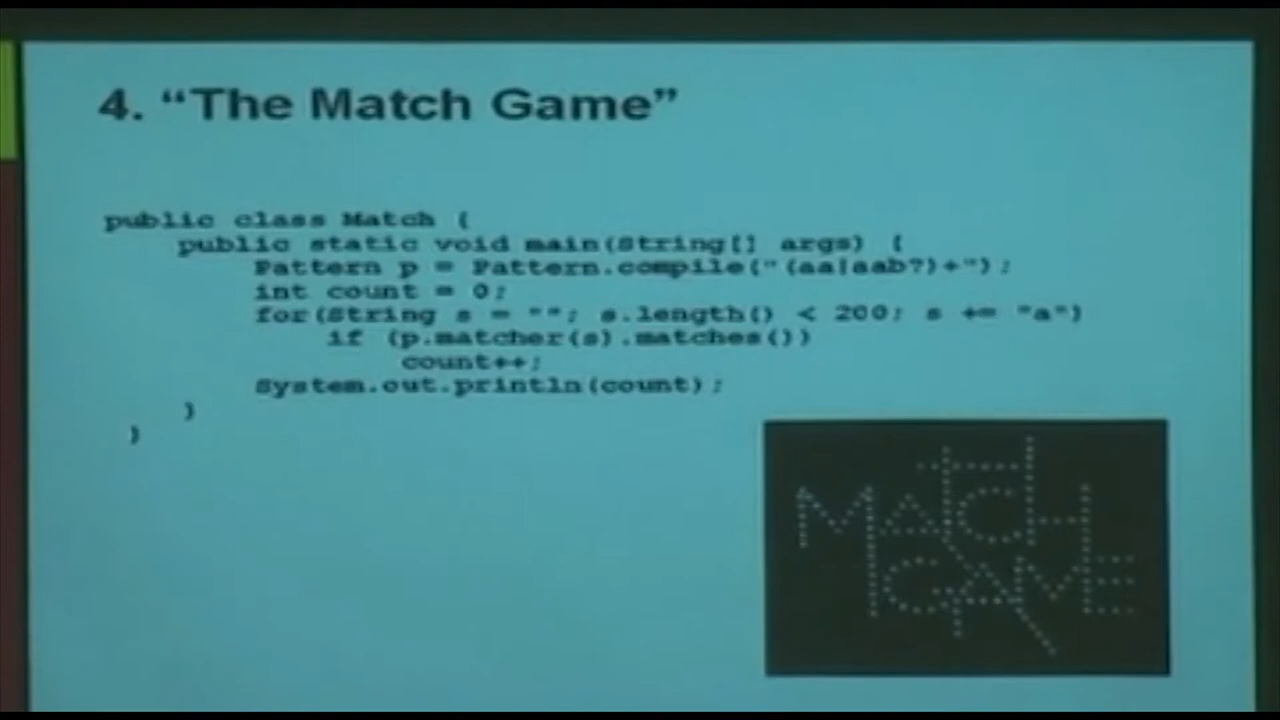 4. “The Match Game”
public class Match {
public static void main(String[] args) {
Pattern p = Pattern.compile("(aa|aab?)+");
int count = 0;
for(String s = ""; s.length() < 200; s += "a")
if (p.matcher(s).matches())
count++;
System.out.println(count);
}
}
MATCH
GAME